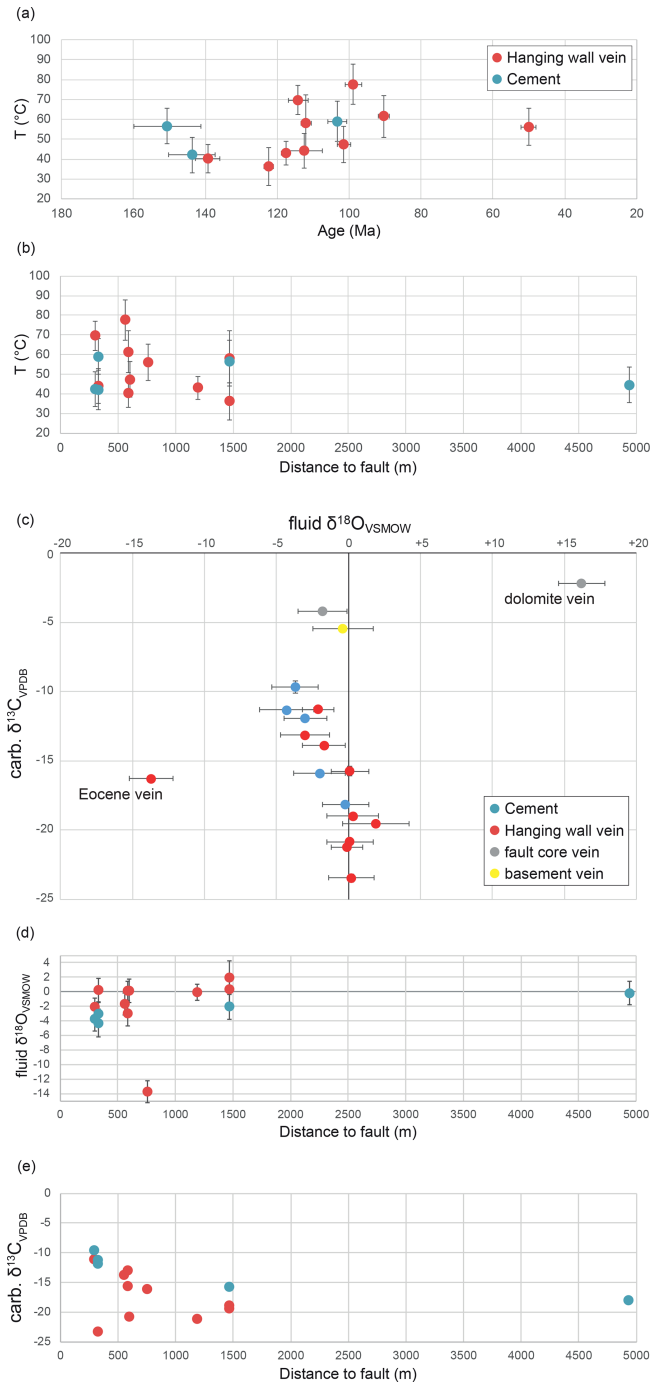 (a)
100
90
80
70
60
50
40
30
20
T (°C)
Hanging wall vein
Cement
180 160 140 120 100 80 60 40 20
Age (Ma)
(b)
100
90
80
70
60
50
40
30
20
T (°C)
0 500 1000 1500 2000 2500 3000 3500 4000 4500 5000
Distance to fault (m)
(c)
fluid δ18OVSMOW
-20 -15 -10 -5 0 +5 +10 +15 +20
0
-5
-10
-15
-20
-25
carb. δ13CVPDB
dolomite vein
Eocene vein
Cement
Hanging wall vein
fault core vein
basement vein
(d)
4
2
0
-2
-4
-6
-8
-10
-12
-14
fluid δ18OVSMOW
0 500 1000 1500 2000 2500 3000 3500 4000 4500 5000
Distance to fault (m)
(e)
0
-5
-10
-15
-20
-25
carb. δ13CVPDB
0 500 1000 1500 2000 2500 3000 3500 4000 4500 5000
Distance to fault (m)